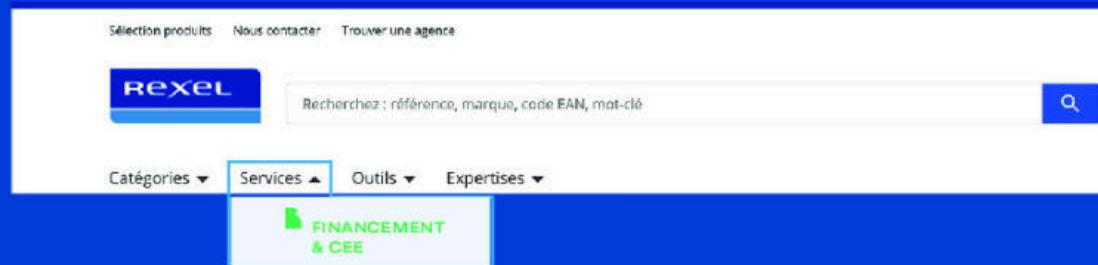 Sélection produits Nous contacter Trouver une agence
REXEL
Recherchez : référence, marque, code EAN, mot-clé
Catégories Services Outils Expertises
FINANCEMENT
& CEE